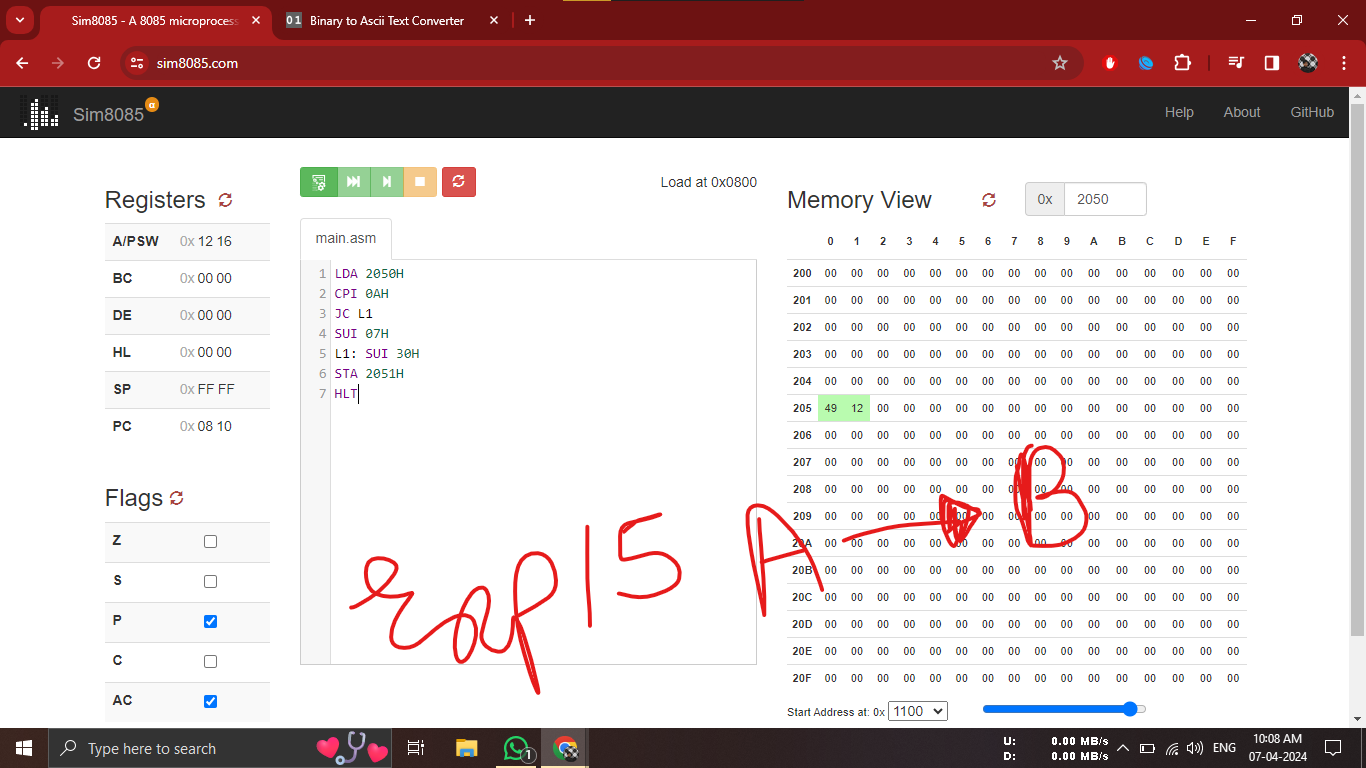 Sim8085 - A 8085 microproces
Binary to Ascii Text Converter
sim8085.com
Sim8085 α
Help About GitHub
Registers
A/PSW 0x 12 16
BC 0x 00 00
DE 0x 00 00
HL 0x 00 00
SP 0x FF FF
PC 0x 08 10
Flags
Z
S
P
C
AC
Load at 0x0800
main.asm
1 LDA 2050H
2 CPI 0AH
3 JC L1
4 SUI 07H
5 L1: SUI 30H
6 STA 2051H
7 HLT
exp 15 A → B
Memory View 0x 2050
0 1 2 3 4 5 6 7 8 9 A B C D E F
200 00 00 00 00 00 00 00 00 00 00 00 00 00 00 00 00
201 00 00 00 00 00 00 00 00 00 00 00 00 00 00 00 00
202 00 00 00 00 00 00 00 00 00 00 00 00 00 00 00 00
203 00 00 00 00 00 00 00 00 00 00 00 00 00 00 00 00
204 00 00 00 00 00 00 00 00 00 00 00 00 00 00 00 00
205 49 12 00 00 00 00 00 00 00 00 00 00 00 00 00 00
206 00 00 00 00 00 00 00 00 00 00 00 00 00 00 00 00
207 00 00 00 00 00 00 00 00 00 00 00 00 00 00 00 00
208 00 00 00 00 00 00 00 00 00 00 00 00 00 00 00 00
209 00 00 00 00 00 00 00 00 00 00 00 00 00 00 00 00
20A 00 00 00 00 00 00 00 00 00 00 00 00 00 00 00 00
20B 00 00 00 00 00 00 00 00 00 00 00 00 00 00 00 00
20C 00 00 00 00 00 00 00 00 00 00 00 00 00 00 00 00
20D 00 00 00 00 00 00 00 00 00 00 00 00 00 00 00 00
20E 00 00 00 00 00 00 00 00 00 00 00 00 00 00 00 00
20F 00 00 00 00 00 00 00 00 00 00 00 00 00 00 00 00
Start Address at: 0x 1100
Type here to search
1
U: 0.00 MB/s
D: 0.00 MB/s
ENG
10:08 AM
07-04-2024